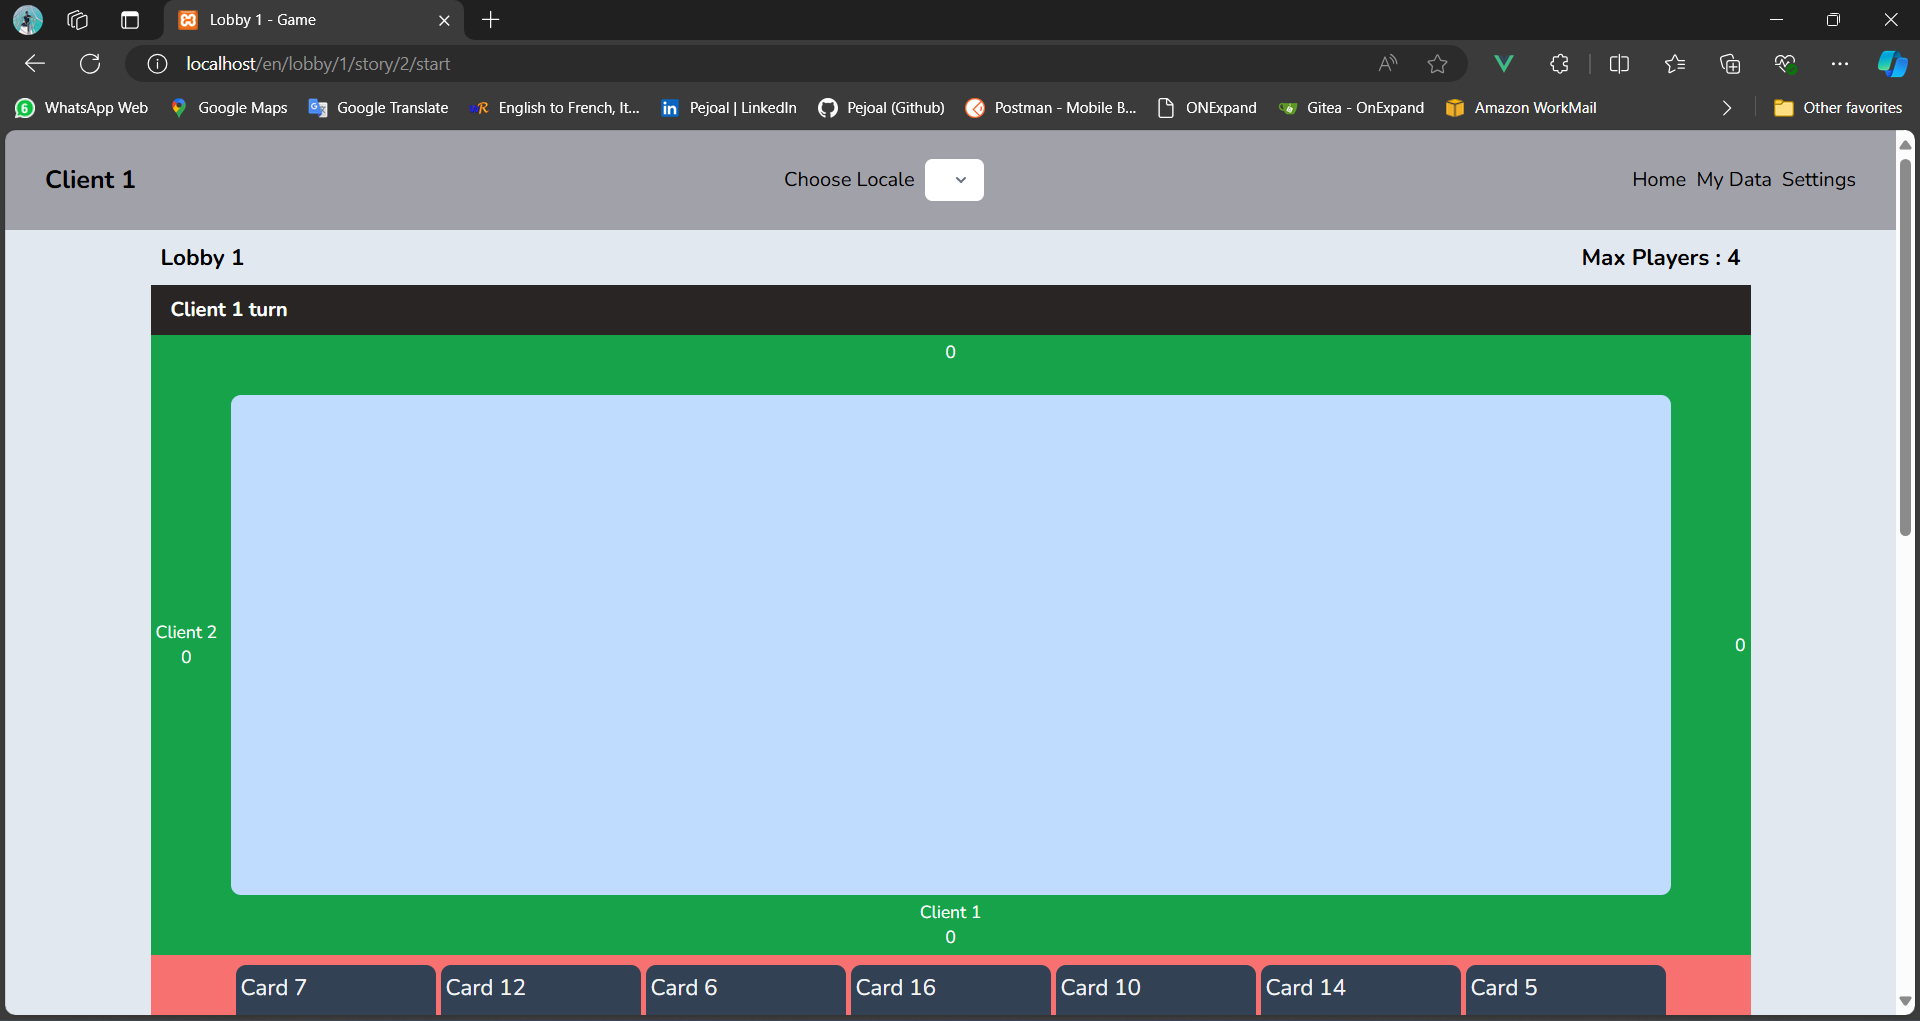 Lobby 1 - Game
localhost/en/lobby/1/story/2/start
WhatsApp Web Google Maps Google Translate English to French, It... Pejoal | LinkedIn Pejoal (Github) Postman - Mobile B... ONExpand Gitea - OnExpand Amazon WorkMail Other favorites
Client 1 Choose Locale Home My Data Settings
Lobby 1 Max Players : 4
Client 1 turn
0
Client 2
0
0
Client 1
0
Card 7 Card 12 Card 6 Card 16 Card 10 Card 14 Card 5